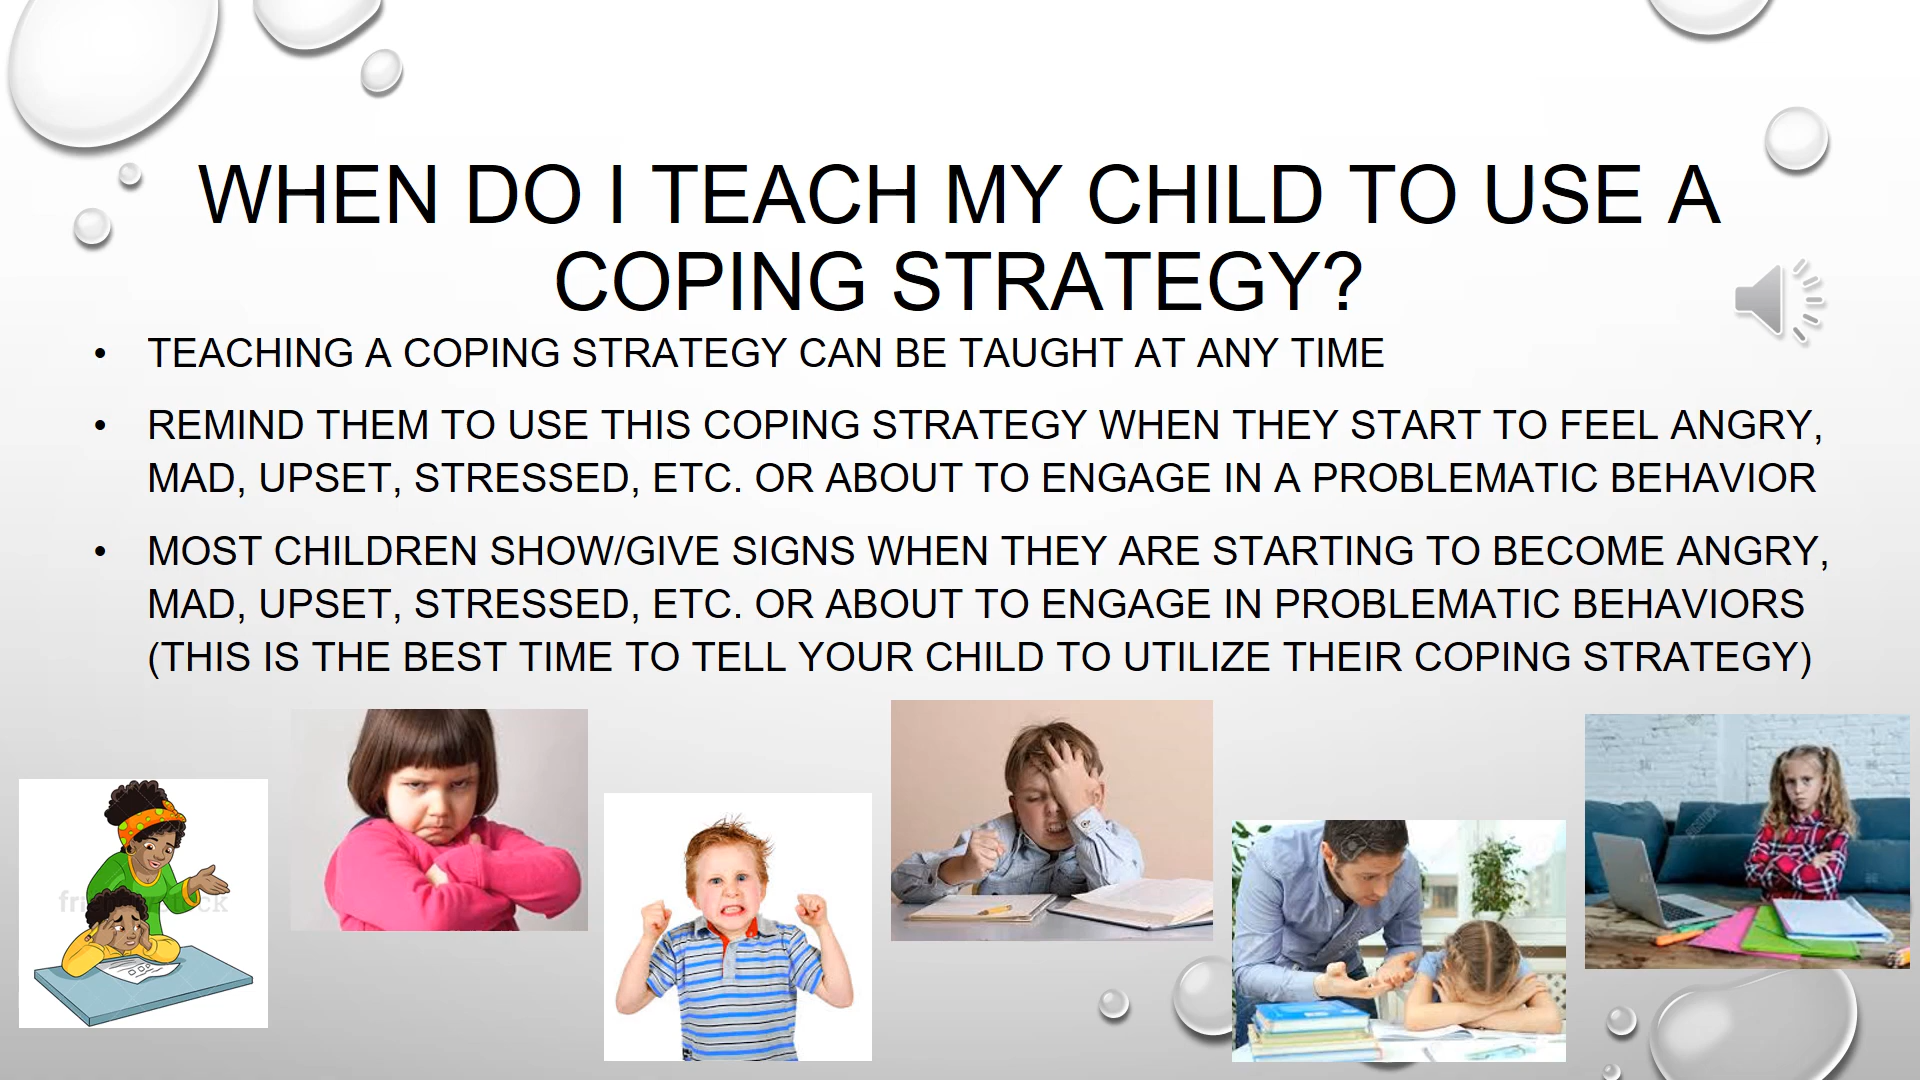 WHEN DO I TEACH MY CHILD TO USE A
COPING STRATEGY?
• TEACHING A COPING STRATEGY CAN BE TAUGHT AT ANY TIME
• REMIND THEM TO USE THIS COPING STRATEGY WHEN THEY START TO FEEL ANGRY,
MAD, UPSET, STRESSED, ETC. OR ABOUT TO ENGAGE IN A PROBLEMATIC BEHAVIOR
• MOST CHILDREN SHOW/GIVE SIGNS WHEN THEY ARE STARTING TO BECOME ANGRY,
MAD, UPSET, STRESSED, ETC. OR ABOUT TO ENGAGE IN PROBLEMATIC BEHAVIORS
(THIS IS THE BEST TIME TO TELL YOUR CHILD TO UTILIZE THEIR COPING STRATEGY)